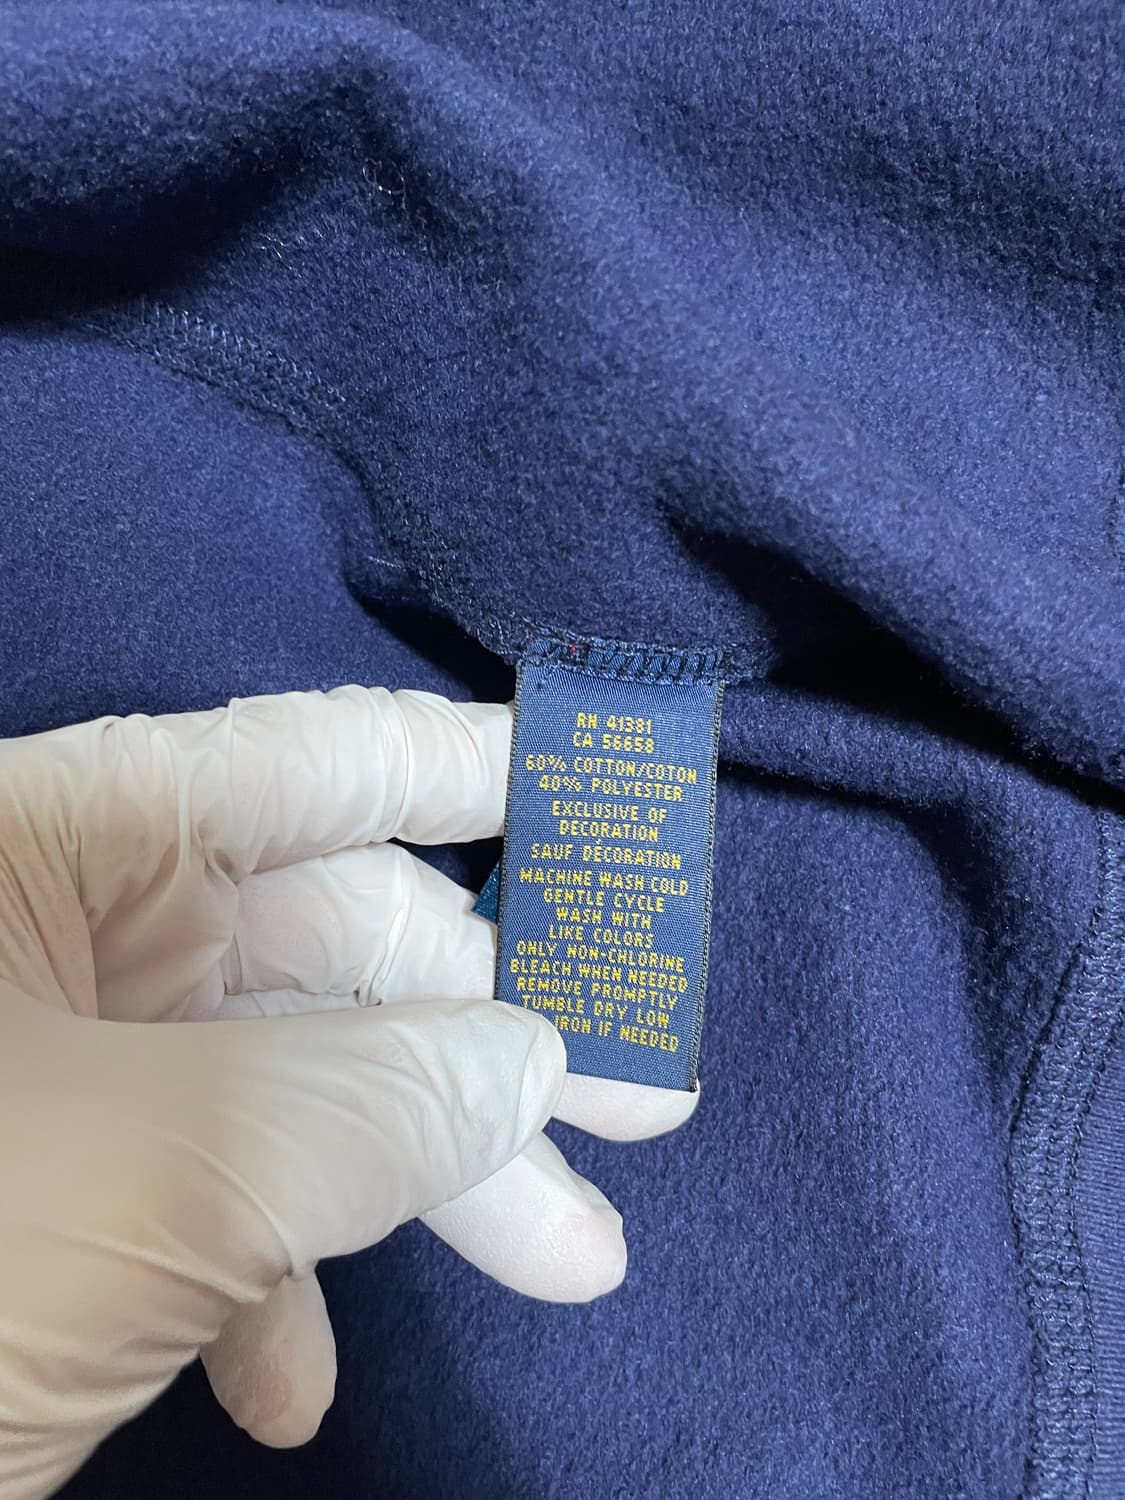 RN 41381
CA 56658
60% COTTON/COTON
40% POLYESTER
EXCLUSIVE OF
DECORATION
SAUF DÉCORATION
MACHINE WASH COLD
GENTLE CYCLE
WASH WITH
LIKE COLORS
ONLY NON-CHLORINE
BLEACH WHEN NEEDED
REMOVE PROMPTLY
TUMBLE DRY LOW
IRON IF NEEDED